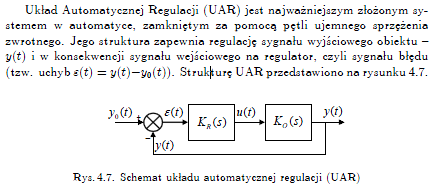 Układ Automatycznej Regulacji (UAR) jest najważniejszym złożonym sy-
stemem w automatyce, zamkniętym za pomocą pętli ujemnego sprzężenia
zwrotnego. Jego struktura zapewnia regulację sygnału wyjściowego obiektu –
y(t) i w konsekwencji sygnału wejściowego na regulator, czyli sygnału błędu
(tzw. uchyb ε(t) = y(t)−y₀(t)). Strukturę UAR przedstawiono na rysunku 4.7.
y₀(t) + ε(t) K_R(s) u(t) K_O(s) y(t)
− y(t)
Rys. 4.7. Schemat układu automatycznej regulacji (UAR)